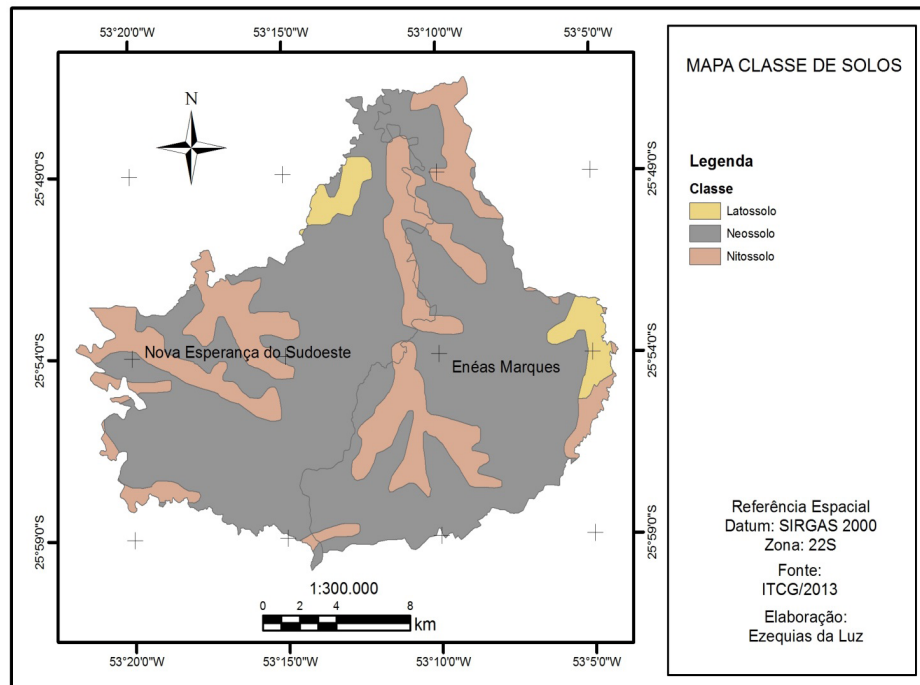 53°20'0"W 53°15'0"W 53°10'0"W 53°5'0"W
N
25°49'0"S 25°49'0"S
25°54'0"S 25°54'0"S
25°59'0"S 25°59'0"S
Nova Esperança do Sudoeste
Enéas Marques
1:300.000
0 2 4 8
km
53°20'0"W 53°15'0"W 53°10'0"W 53°5'0"W
MAPA CLASSE DE SOLOS
Legenda
Classe
Latossolo
Neossolo
Nitossolo
Referência Espacial
Datum: SIRGAS 2000
Zona: 22S
Fonte:
ITCG/2013
Elaboração:
Ezequias da Luz